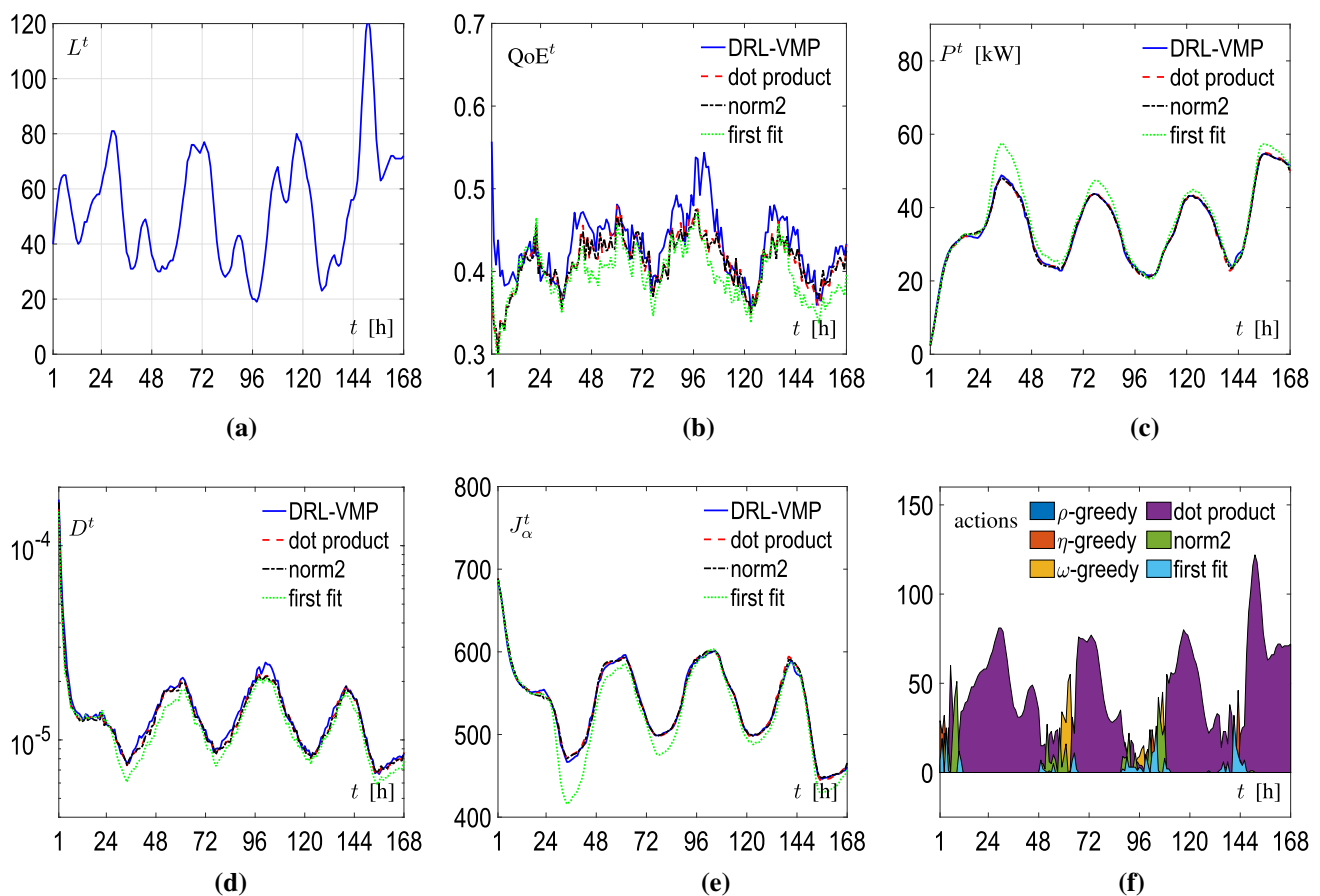 120
100
80
60
40
20
0
L^t
t [h]
1 24 48 72 96 120 144 168
(a)
0.7
0.6
0.5
0.4
0.3
QoE^t
DRL-VMP
dot product
norm2
first fit
t [h]
1 24 48 72 96 120 144 168
(b)
80
60
40
20
0
P^t [kW]
DRL-VMP
dot product
norm2
first fit
t [h]
1 24 48 72 96 120 144 168
(c)
10^-4
10^-5
D^t
DRL-VMP
dot product
norm2
first fit
t [h]
1 24 48 72 96 120 144 168
(d)
800
700
600
500
400
J_α^t
DRL-VMP
dot product
norm2
first fit
t [h]
1 24 48 72 96 120 144 168
(e)
150
100
50
0
actions
ρ-greedy dot product
η-greedy norm2
ω-greedy first fit
t [h]
1 24 48 72 96 120 144 168
(f)